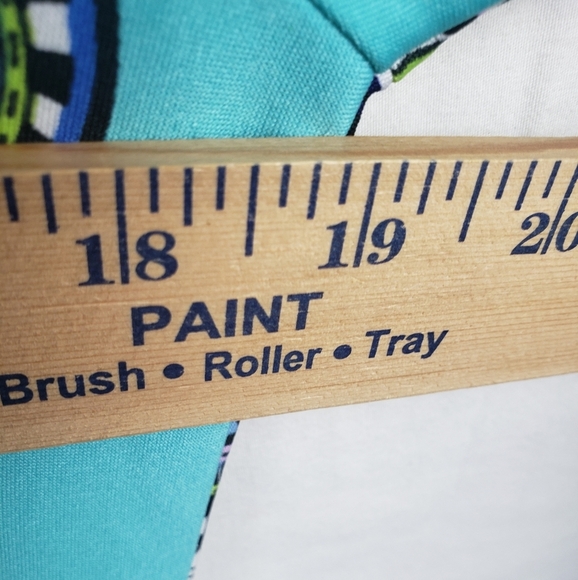 18 19 20
PAINT
Brush • Roller • Tray